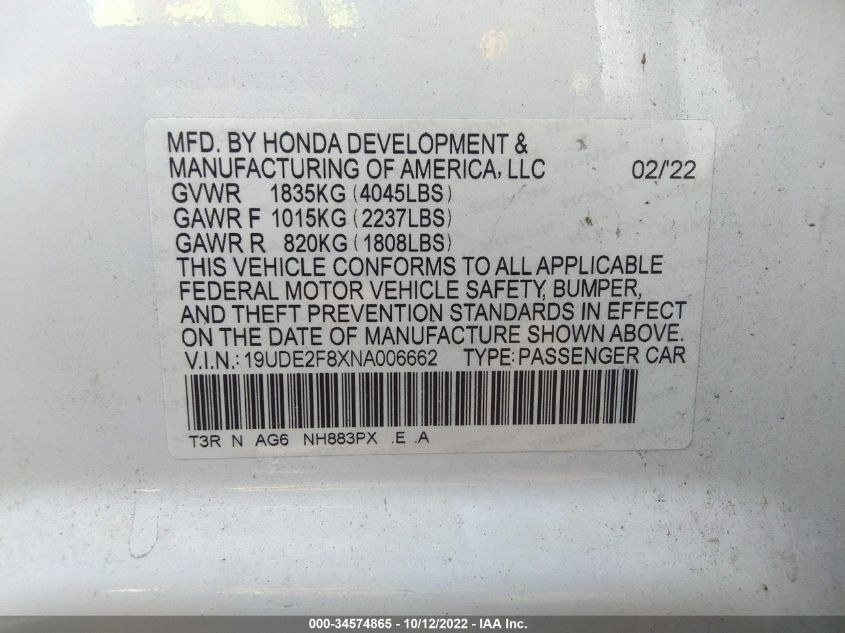 MFD. BY HONDA DEVELOPMENT &
MANUFACTURING OF AMERICA, LLC 02/'22
GVWR 1835KG (4045LBS)
GAWR F 1015KG (2237LBS)
GAWR R 820KG (1808LBS)
THIS VEHICLE CONFORMS TO ALL APPLICABLE
FEDERAL MOTOR VEHICLE SAFETY, BUMPER,
AND THEFT PREVENTION STANDARDS IN EFFECT
ON THE DATE OF MANUFACTURE SHOWN ABOVE.
V.I.N.: 19UDE2F8XNA006662 TYPE: PASSENGER CAR
T3R N AG6 NH883PX .E .A
000-34574865 - 10/12/2022 - IAA Inc.